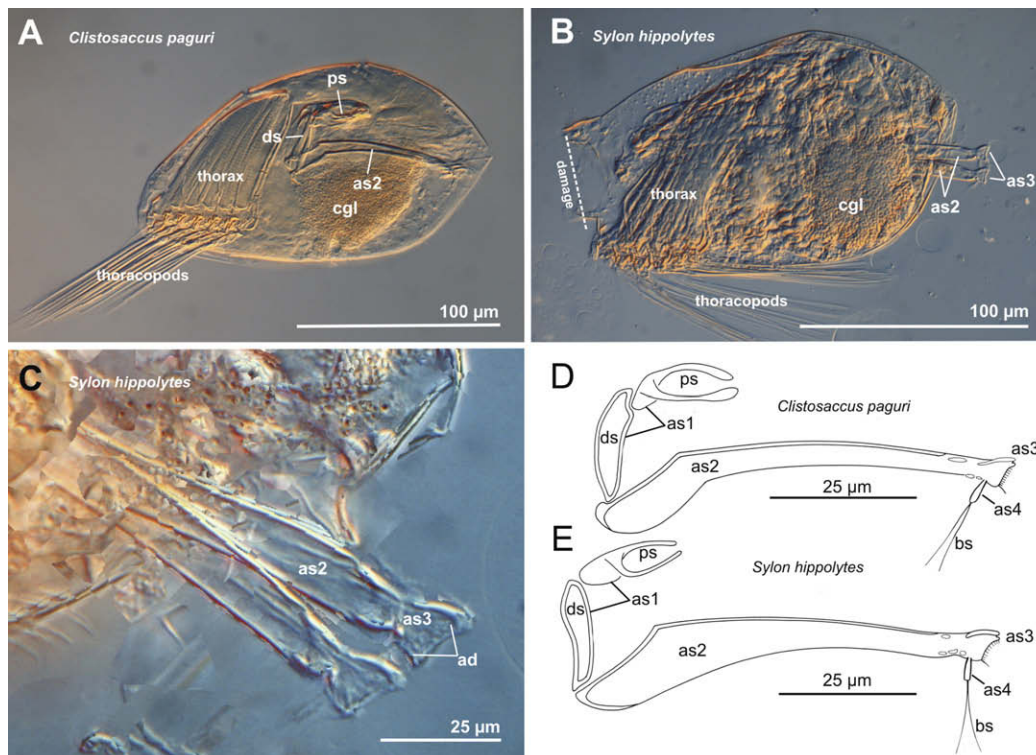 A Clistosaccus paguri
ps
ds
as2
thorax
cgl
thoracopods
100 µm
B Sylon hippolytes
damage
thorax
cgl
as3
as2
thoracopods
100 µm
C Sylon hippolytes
as2
as3
ad
25 µm
D
ps
Clistosaccus paguri
as1
ds
as2
as3
25 µm
as4
bs
E
ps
Sylon hippolytes
as1
ds
as2
as3
25 µm
as4
bs